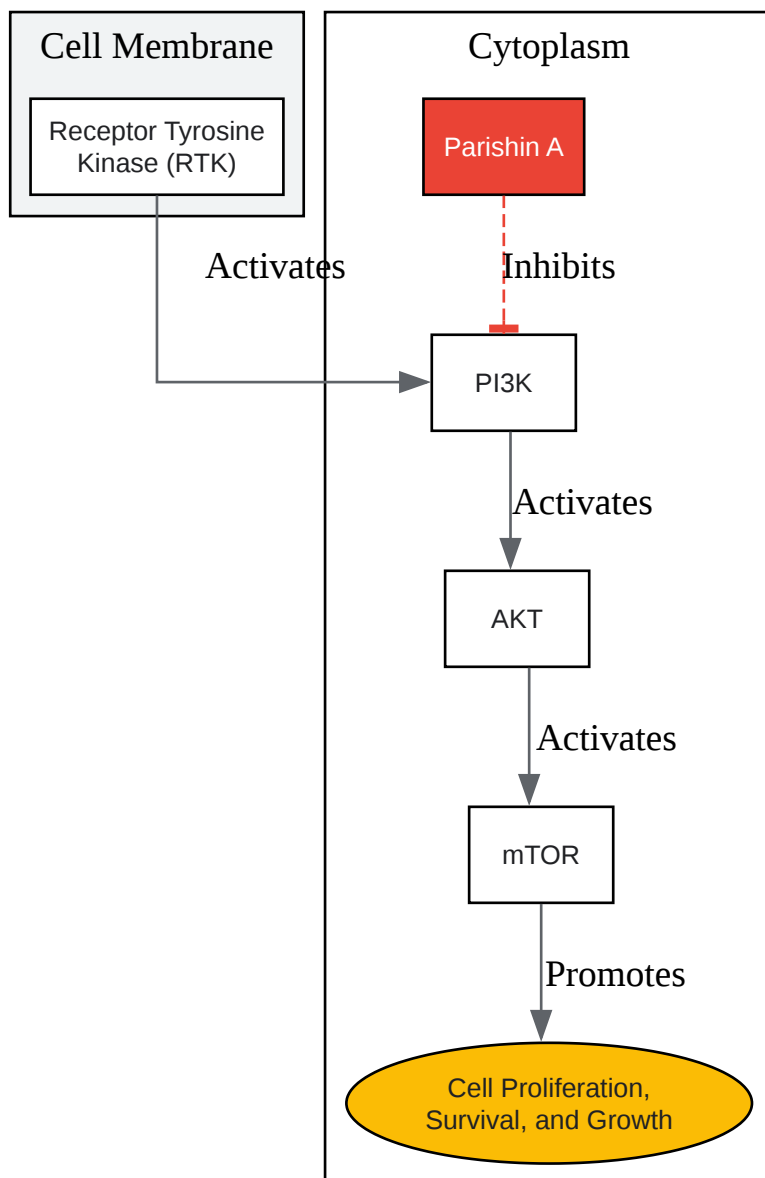 Cell Membrane
Receptor Tyrosine
Kinase (RTK)
Cytoplasm
Parishin A
Activates
Inhibits
PI3K
Activates
AKT
Activates
mTOR
Promotes
Cell Proliferation,
Survival, and Growth